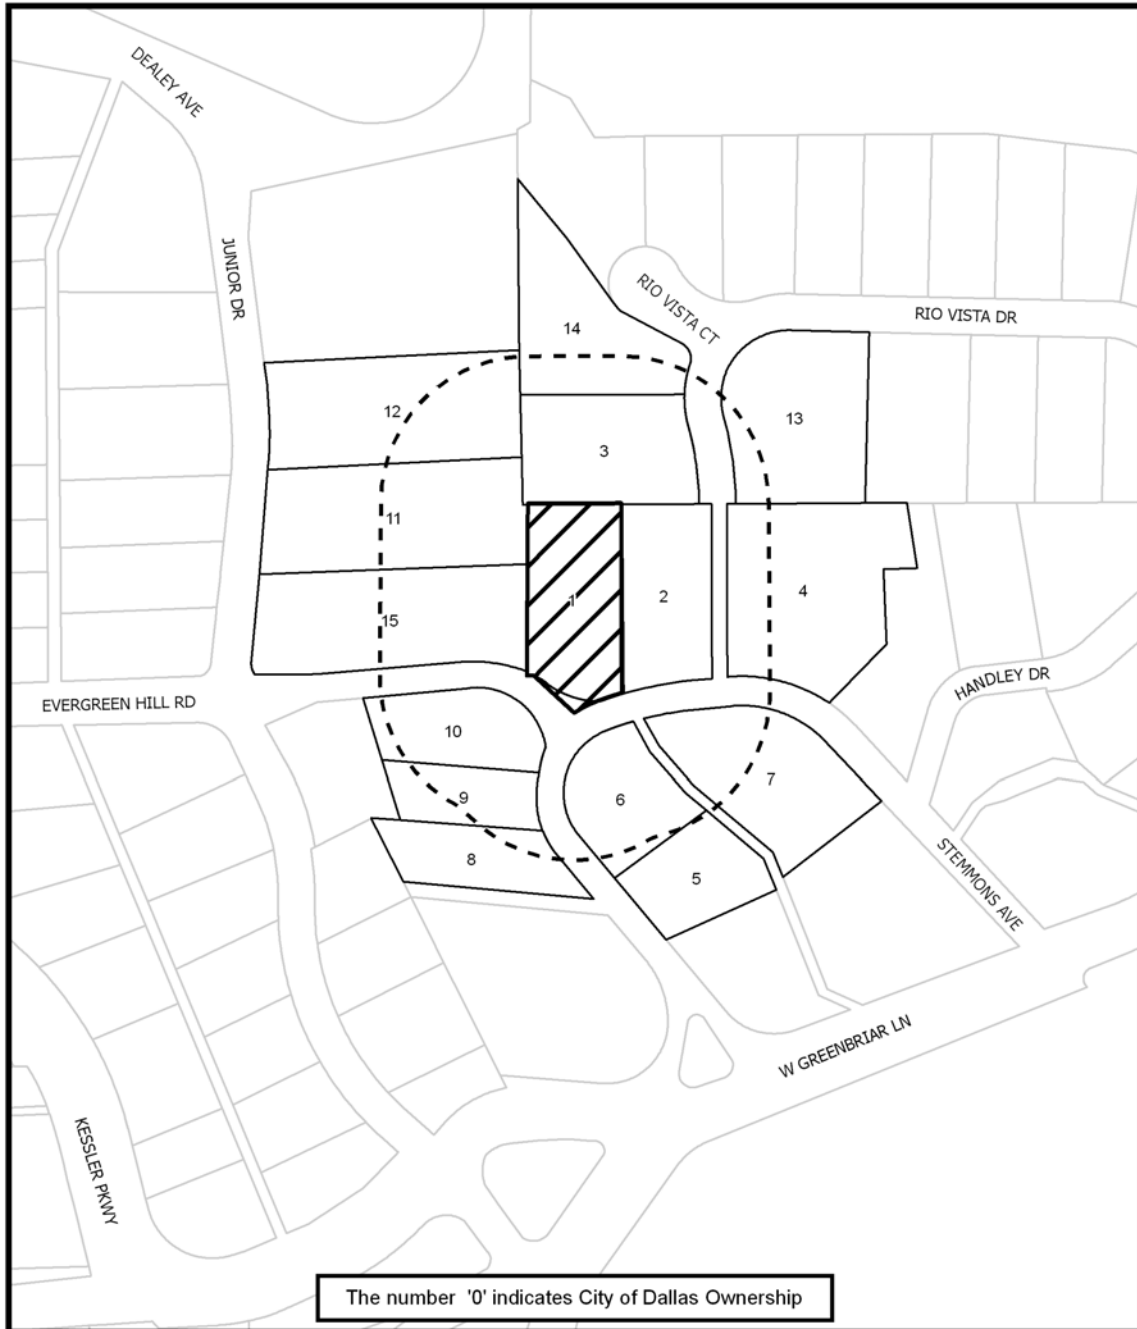 DEALEY AVE
JUNIOR DR
RIO VISTA CT
RIO VISTA DR
14
12
13
3
11
1
2
4
15
HANDLEY DR
EVERGREEN HILL RD
10
7
9
6
8
5
STEMMONS AVE
W GREENBRIAR LN
KESSLER PKWY
The number '0' indicates City of Dallas Ownership